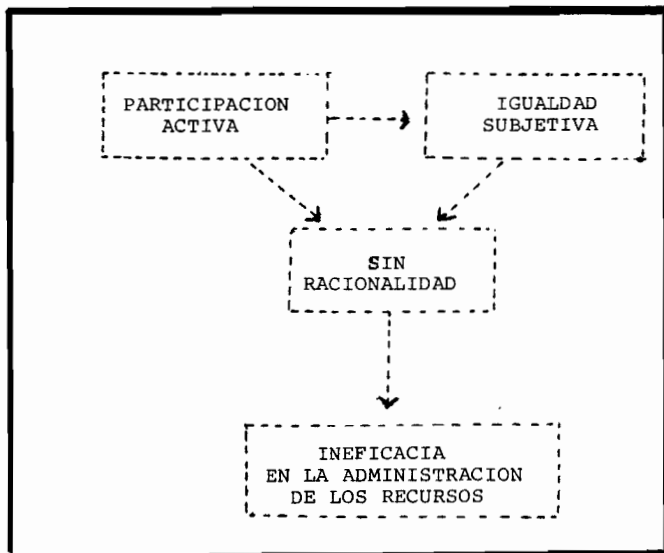 PARTICIPACION
ACTIVA
IGUALDAD
SUBJETIVA
SIN
RACIONALIDAD
INEFICACIA
EN LA ADMINISTRACION
DE LOS RECURSOS